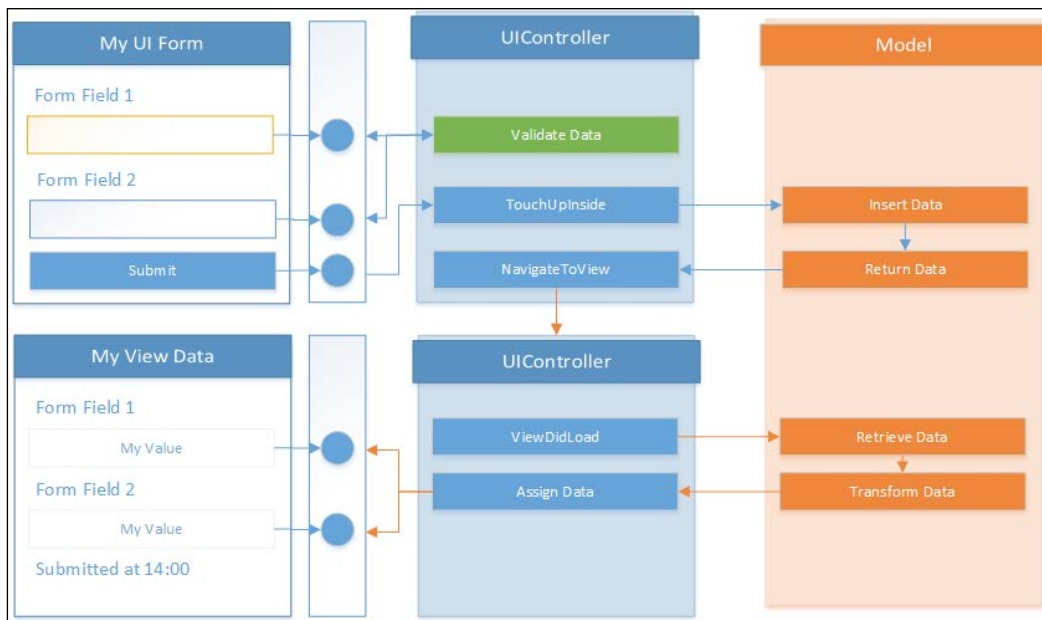 My UI Form
Form Field 1
Form Field 2
Submit
UIController
Validate Data
TouchUpInside
NavigateToView
Model
Insert Data
Return Data
My View Data
Form Field 1
My Value
Form Field 2
My Value
Submitted at 14:00
UIController
ViewDidLoad
Assign Data
Retrieve Data
Transform Data